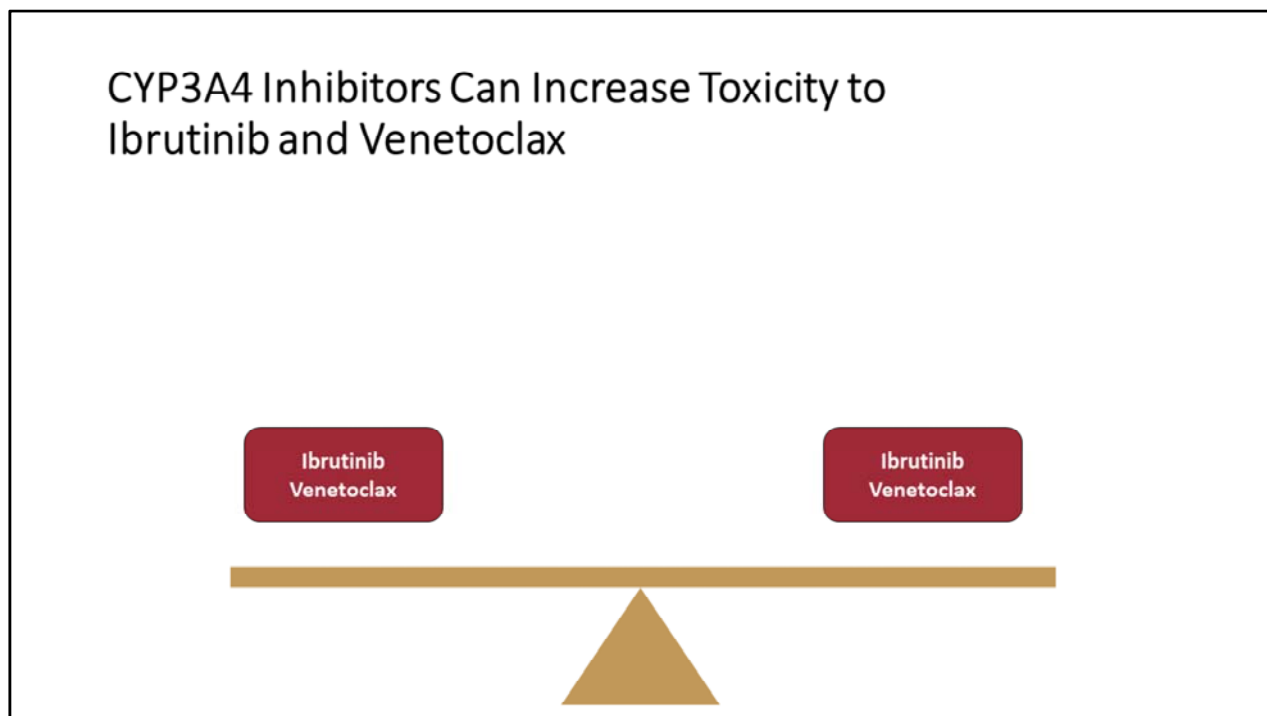 CYP3A4 Inhibitors Can Increase Toxicity to
Ibrutinib and Venetoclax
Ibrutinib
Venetoclax
Ibrutinib
Venetoclax